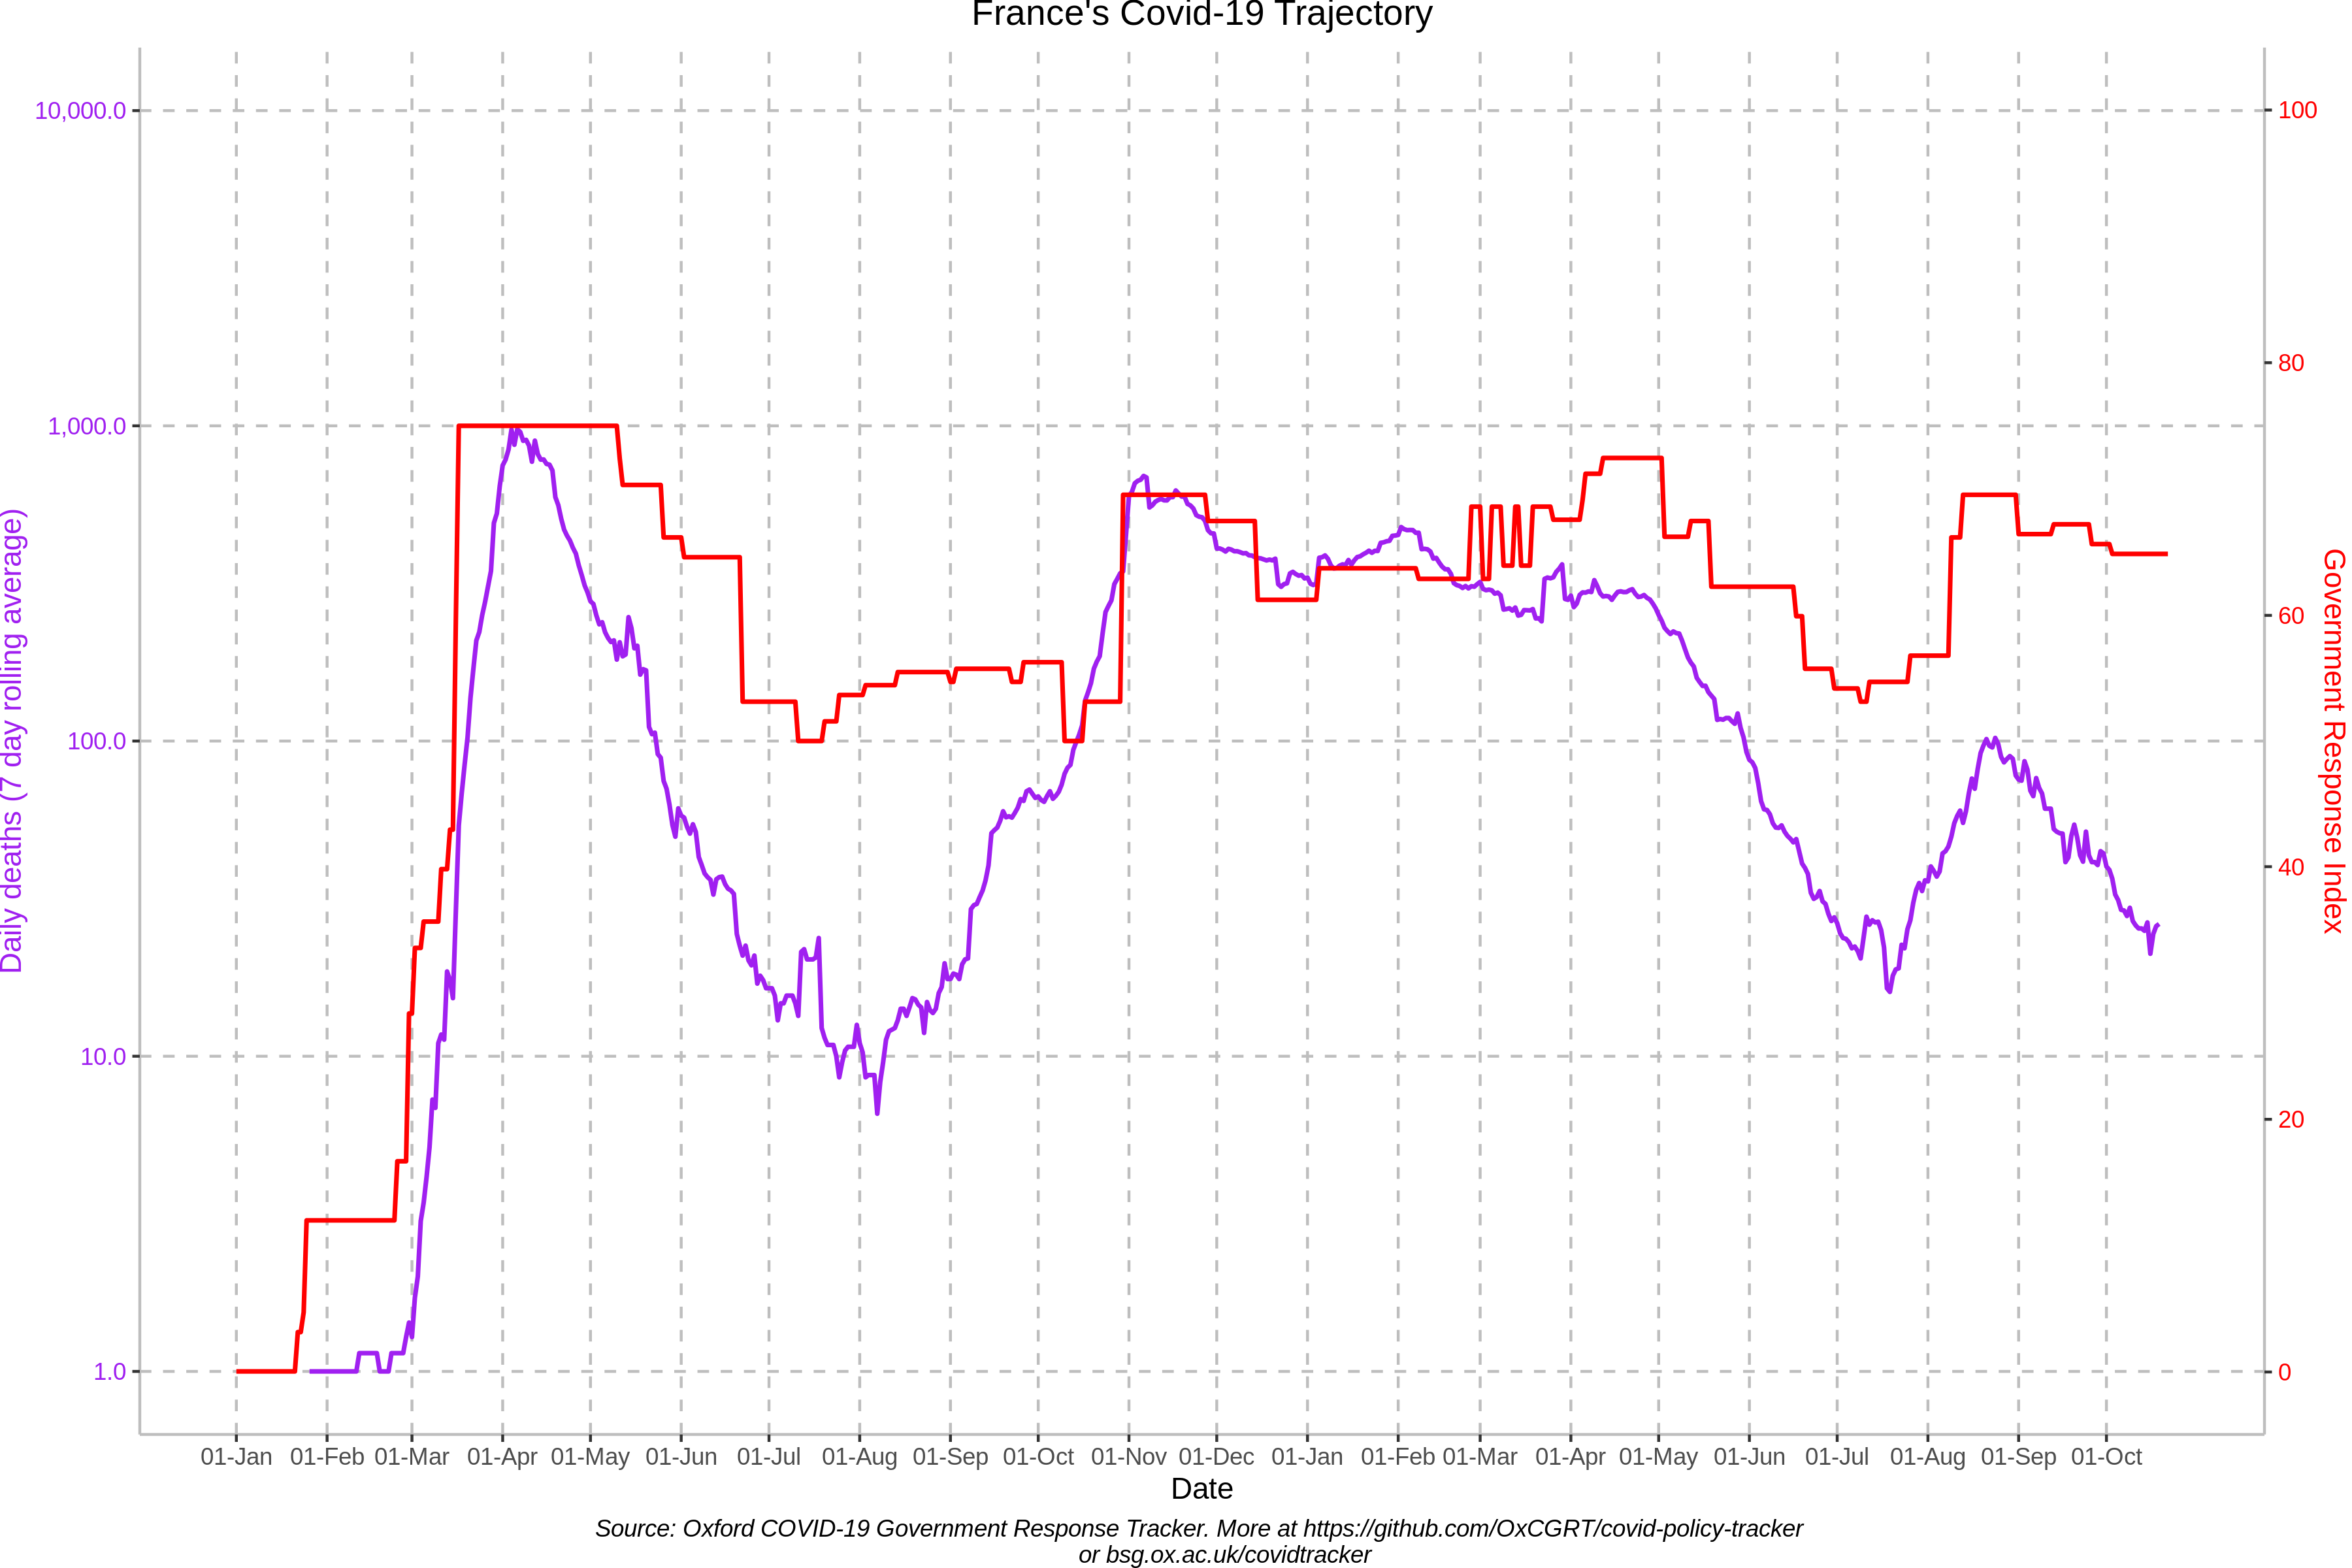 France's Covid-19 Trajectory
10,000.0
1,000.0
100.0
10.0
1.0
Daily deaths (7 day rolling average)
100
80
60
40
20
0
Government Response Index
01-Jan 01-Feb 01-Mar 01-Apr 01-May 01-Jun 01-Jul 01-Aug 01-Sep 01-Oct 01-Nov 01-Dec 01-Jan 01-Feb 01-Mar 01-Apr 01-May 01-Jun 01-Jul 01-Aug 01-Sep 01-Oct
Date
Source: Oxford COVID-19 Government Response Tracker. More at https://github.com/OxCGRT/covid-policy-tracker
or bsg.ox.ac.uk/covidtracker